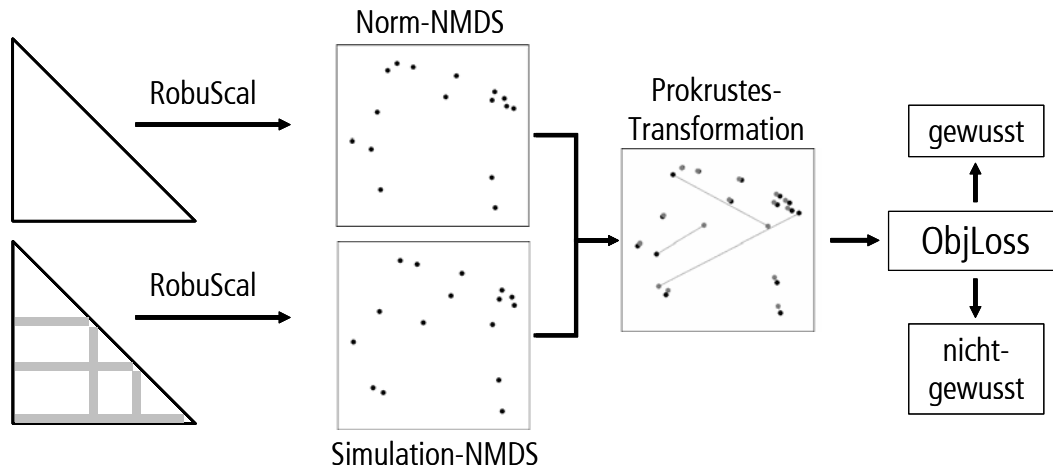 Norm-NMDS
RobuScal
Prokrustes-
Transformation
gewusst
ObjLoss
RobuScal
nicht-
gewusst
Simulation-NMDS